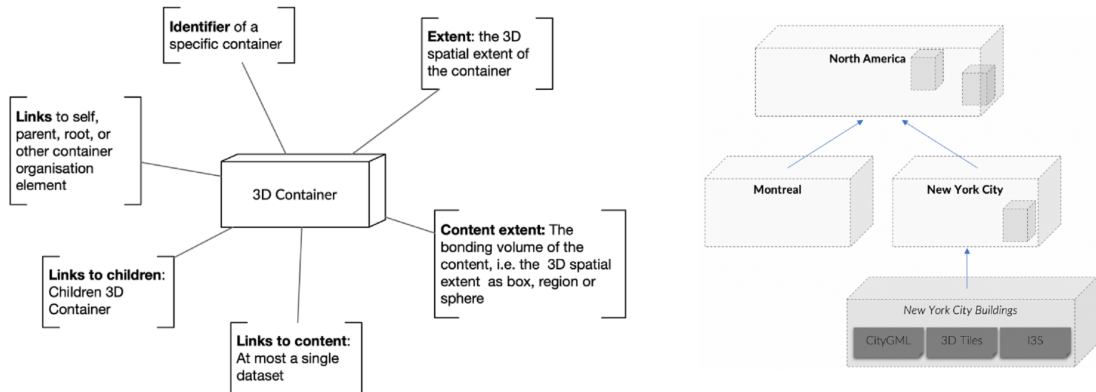 Identifier of a
specific container
Extent: the 3D
spatial extent of
the container
Links to self,
parent, root, or
other container
organisation
element
3D Container
Content extent: The
bonding volume of the
content, i.e. the 3D spatial
extent as box, region or
sphere
Links to children:
Children 3D
Container
Links to content:
At most a single
dataset
North America
Montreal
New York City
New York City Buildings
CityGML
3D Tiles
I3S